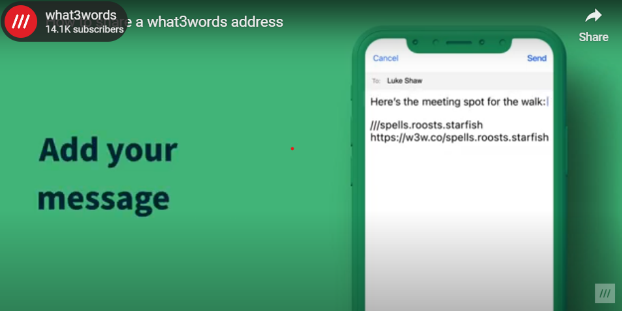 what3words
14.1K subscribers
e a what3words address
Share
Cancel
Send
To:
Luke Shaw
Here's the meeting spot for the walk:
///spells.roosts.starfish
https://w3w.co/spells.roosts.starfish
Add your
message
///